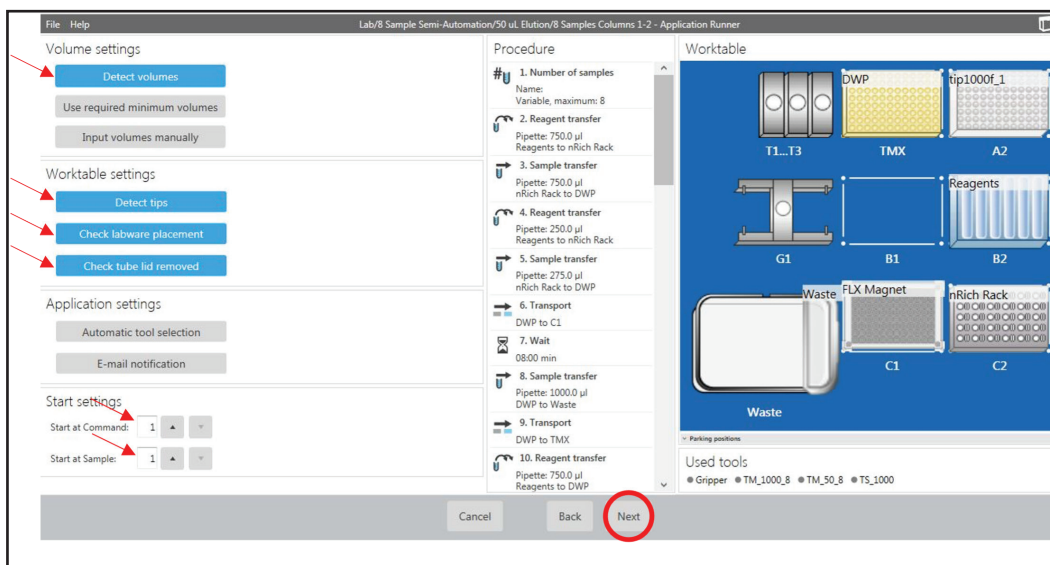 File Help
Lab/8 Sample Semi-Automation/50 uL Elution/8 Samples Columns 1-2 - Application Runner
Volume settings
Detect volumes
Use required minimum volumes
Input volumes manually
Worktable settings
Detect tips
Check labware placement
Check tube lid removed
Application settings
Automatic tool selection
E-mail notification
Start settings
Start at Command: 1
Start at Sample: 1
Procedure
1. Number of samples
Name:
Variable, maximum: 8
2. Reagent transfer
Pipette: 750.0 µl
Reagents to nRich Rack
3. Sample transfer
Pipette: 750.0 µl
nRich Rack to DWP
4. Reagent transfer
Pipette: 250.0 µl
Reagents to nRich Rack
5. Sample transfer
Pipette: 275.0 µl
nRich Rack to DWP
6. Transport
DWP to C1
7. Wait
08:00 min
8. Sample transfer
Pipette: 1000.0 µl
DWP to Waste
9. Transport
DWP to TMX
10. Reagent transfer
Pipette: 750.0 µl
Reagents to DWP
Worktable
DWP
tip1000f_1
T1...T3
TMX
A2
Reagents
G1
B1
B2
Waste
FLX Magnet
nRich Rack
C1
C2
Waste
Parking positions
Used tools
Gripper TM_1000_8 TM_50_8 TS_1000
Cancel
Back
Next